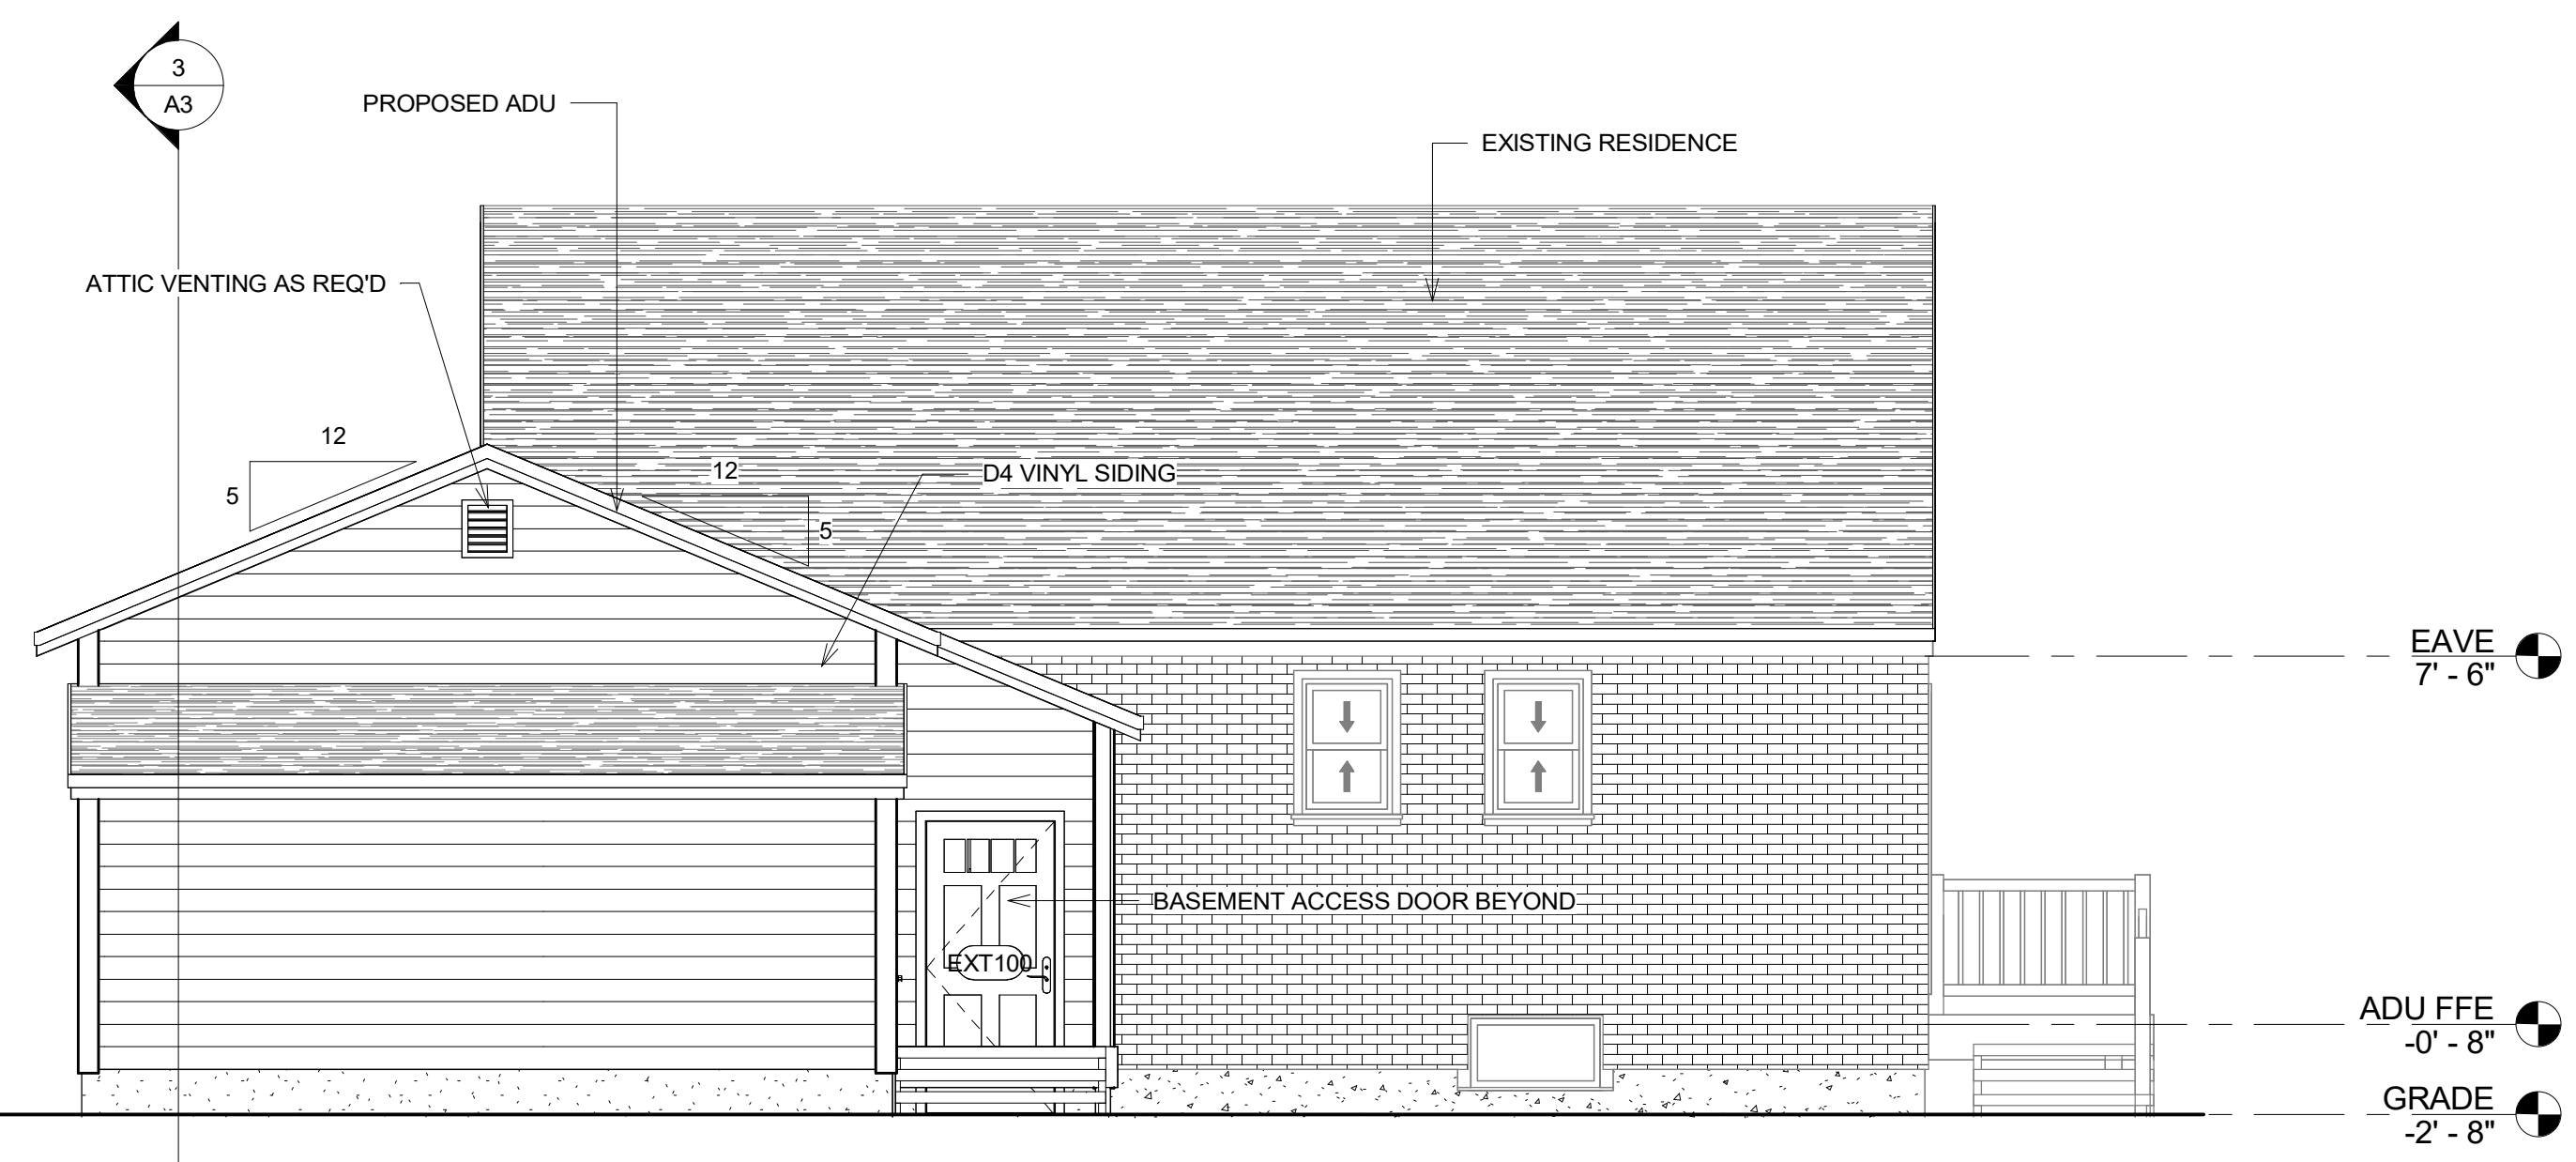 3
A3
PROPOSED ADU
EXISTING RESIDENCE
ATTIC VENTING AS REQ'D
12
5
12
5
D4 VINYL SIDING
EAVE
7' - 6"
BASEMENT ACCESS DOOR BEYOND
EXT100
ADU FFE
-0' - 8"
GRADE
-2' - 8"